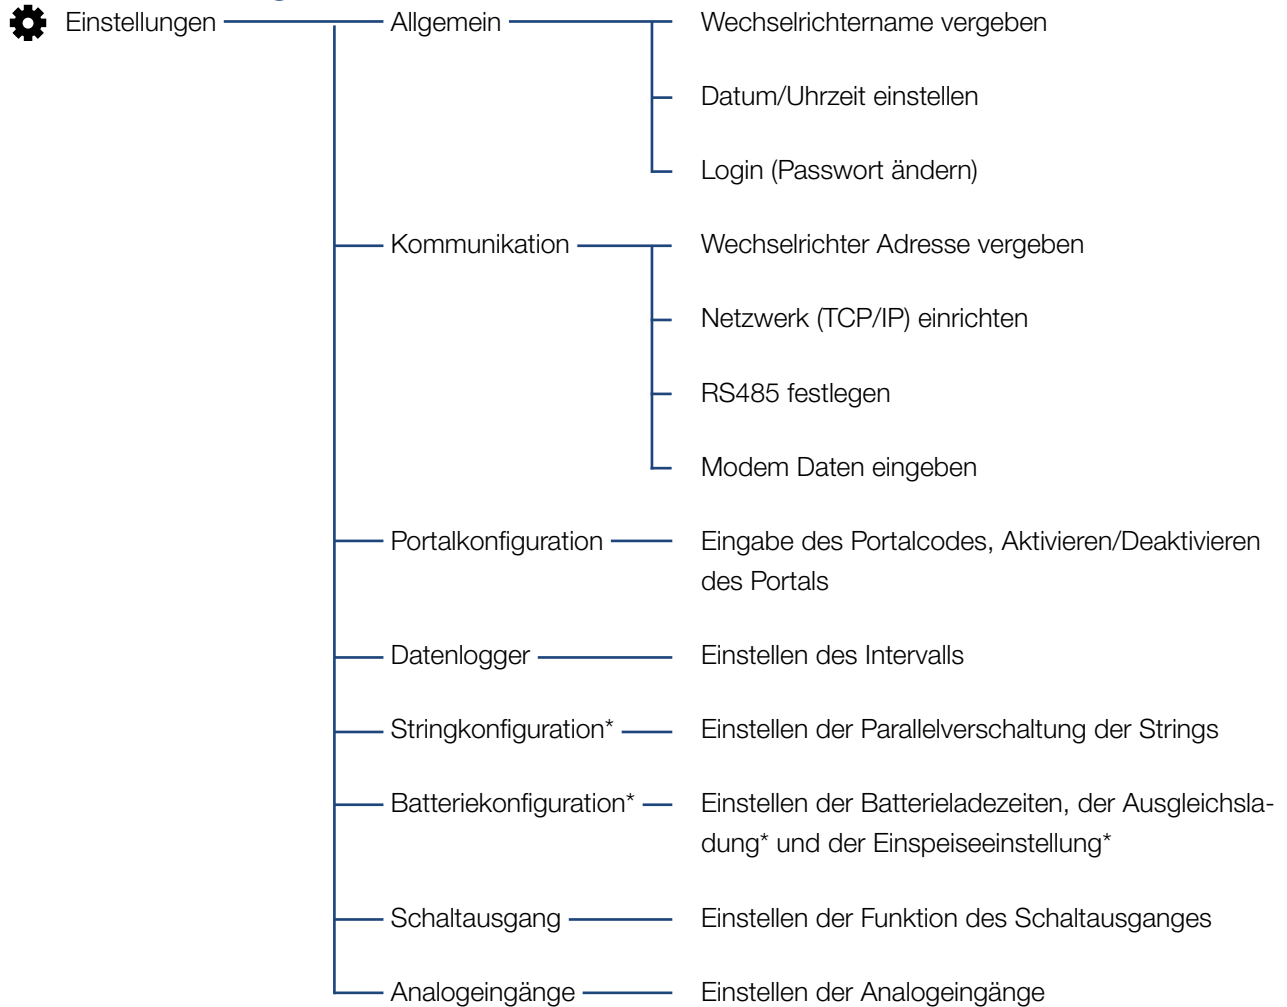 Einstellungen Allgemein Wechselrichtername vergeben
Datum/Uhrzeit einstellen
Login (Passwort ändern)
Kommunikation Wechselrichter Adresse vergeben
Netzwerk (TCP/IP) einrichten
RS485 festlegen
Modem Daten eingeben
Portalkonfiguration Eingabe des Portalcodes, Aktivieren/Deaktivieren
des Portals
Datenlogger Einstellen des Intervalls
Stringkonfiguration* Einstellen der Parallelverschaltung der Strings
Batteriekonfiguration* Einstellen der Batterieladezeiten, der Ausgleichsla-
dung* und der Einspeiseeinstellung*
Schaltausgang Einstellen der Funktion des Schaltausganges
Analogeingänge Einstellen der Analogeingänge